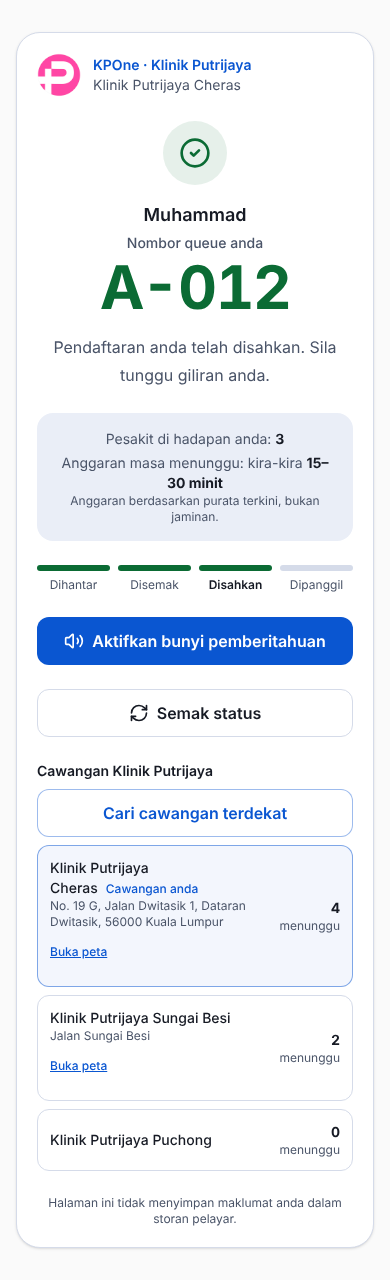 KPOne · Klinik Putrijaya
Klinik Putrijaya Cheras
Muhammad
Nombor queue anda
A-012
Pendaftaran anda telah disahkan. Sila
tunggu giliran anda.
Pesakit di hadapan anda: 3
Anggaran masa menunggu: kira-kira 15–
30 minit
Anggaran berdasarkan purata terkini, bukan
jaminan.
Dihantar Disemak Disahkan Dipanggil
Aktifkan bunyi pemberitahuan
Semak status
Cawangan Klinik Putrijaya
Cari cawangan terdekat
Klinik Putrijaya
Cheras Cawangan anda
No. 19 G, Jalan Dwitasik 1, Dataran
Dwitasik, 56000 Kuala Lumpur
Buka peta
4
menunggu
Klinik Putrijaya Sungai Besi
Jalan Sungai Besi
Buka peta
2
menunggu
Klinik Putrijaya Puchong
0
menunggu
Halaman ini tidak menyimpan maklumat anda dalam
storan pelayar.